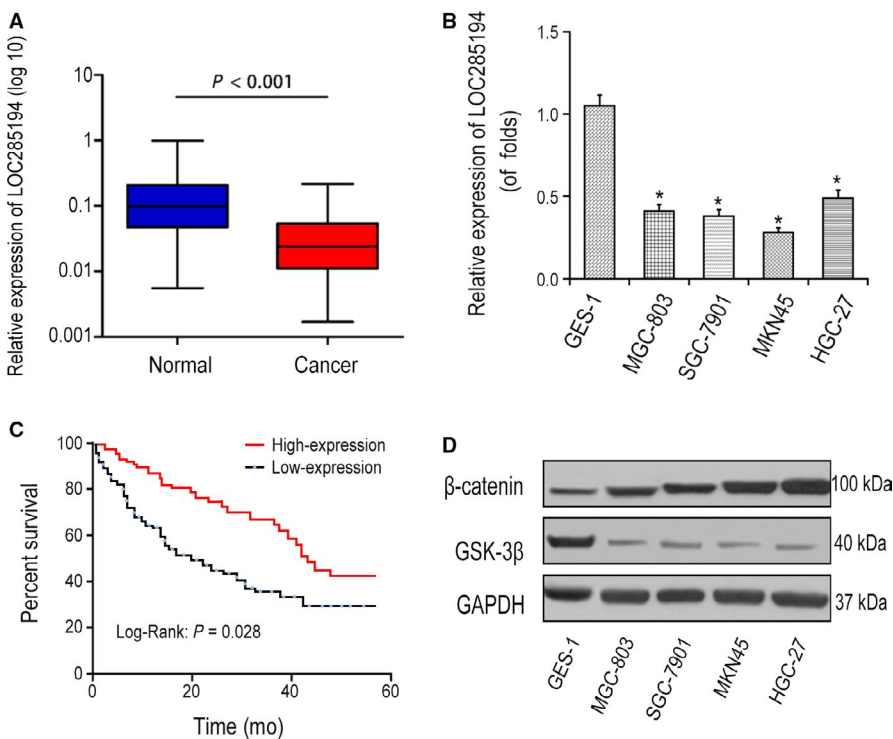 A
Relative expression of LOC285194 (log 10)
10
1
0.1
0.01
0.001
P < 0.001
Normal
Cancer
B
Relative expression of LOC285194
(of folds)
1.5
1.0
0.5
0.0
*
*
*
*
GES-1
MGC-803
SGC-7901
MKN45
HGC-27
C
Percent survival
100
80
60
40
20
0
High-expression
Low-expression
Log-Rank: P = 0.028
0
20
40
60
Time (mo)
D
β-catenin
100 kDa
GSK-3β
40 kDa
GAPDH
37 kDa
GES-1
MGC-803
SGC-7901
MKN45
HGC-27